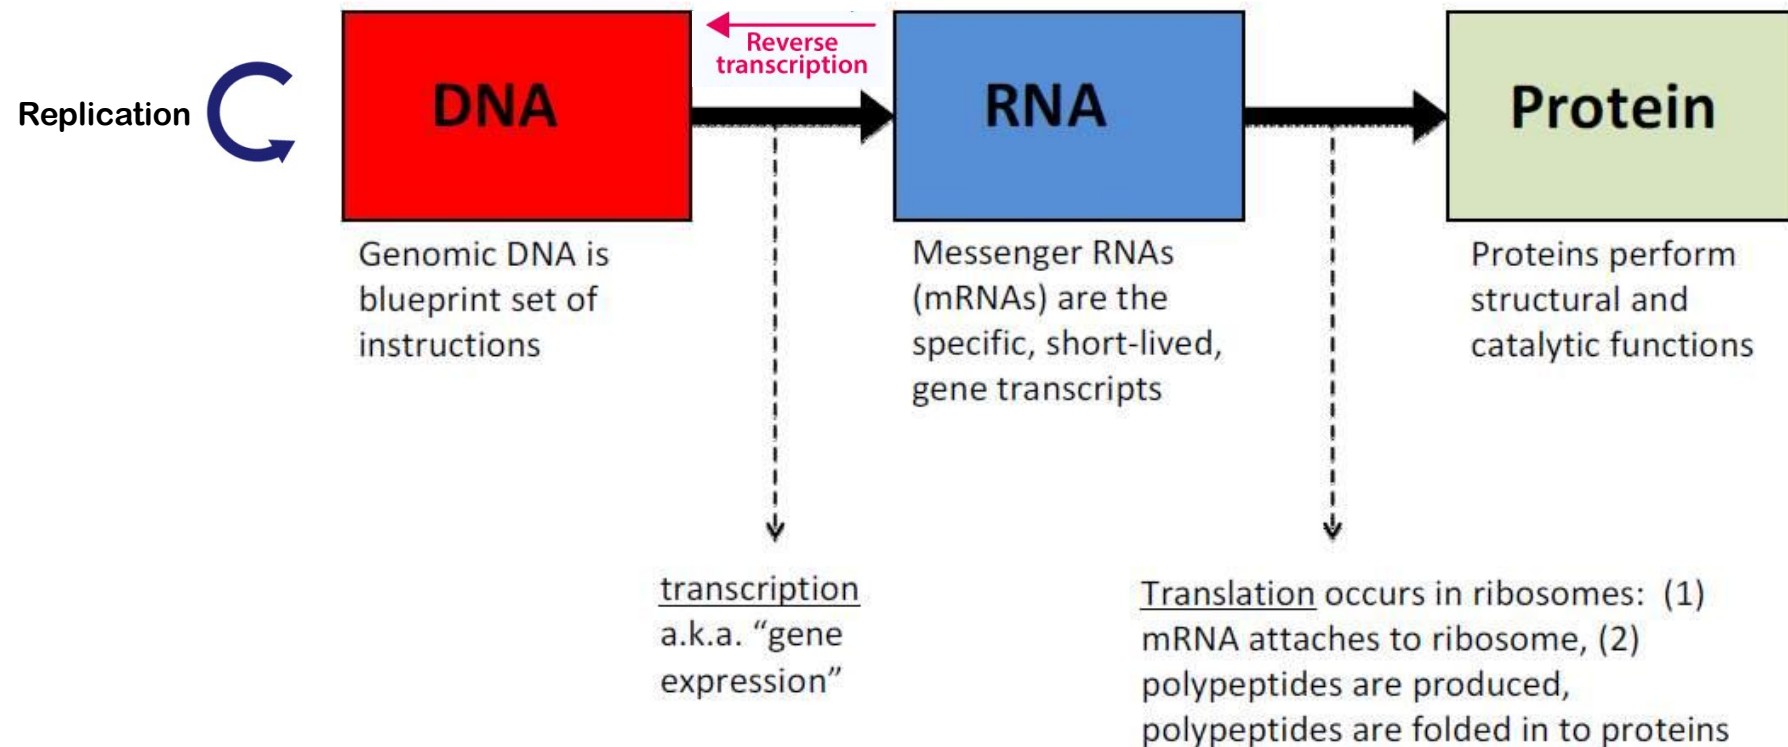 Replication
DNA
Reverse
transcription
RNA
Protein
Genomic DNA is
blueprint set of
instructions
Messenger RNAs
(mRNAs) are the
specific, short-lived,
gene transcripts
Proteins perform
structural and
catalytic functions
transcription
a.k.a. “gene
expression”
Translation occurs in ribosomes:  (1)
mRNA attaches to ribosome, (2)
polypeptides are produced,
polypeptides are folded in to proteins